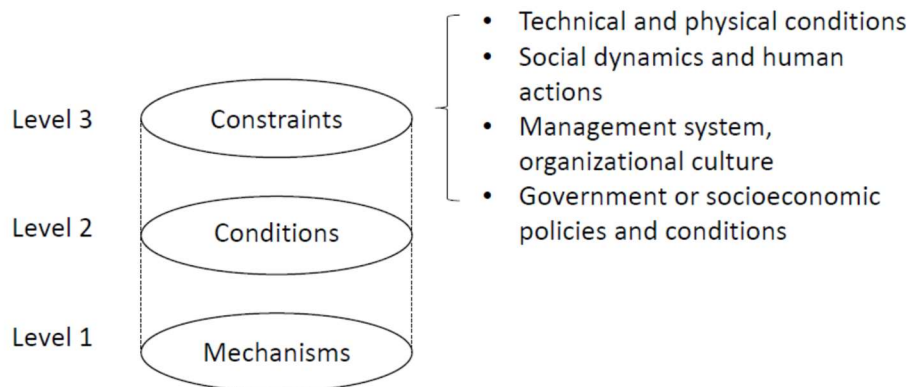 Level 3
Constraints
Level 2
Conditions
Level 1
Mechanisms
• Technical and physical conditions
• Social dynamics and human
actions
• Management system,
organizational culture
• Government or socioeconomic
policies and conditions